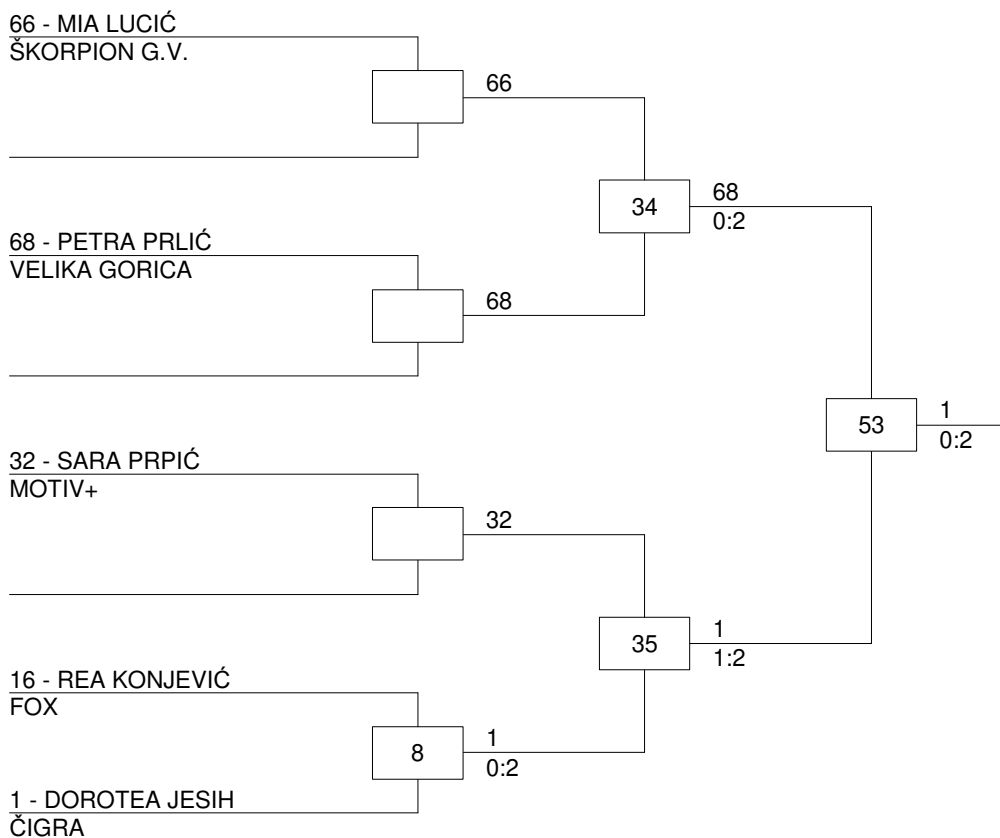 66 - MIA LUCIĆ
ŠKORPION G.V.
66
34
68
0:2
68 - PETRA PRLIĆ
VELIKA GORICA
68
53
1
0:2
32 - SARA PRPIĆ
MOTIV+
32
35
1
1:2
16 - REA KONJEVIĆ
FOX
8
1
0:2
1 - DOROTEA JESIH
ČIGRA